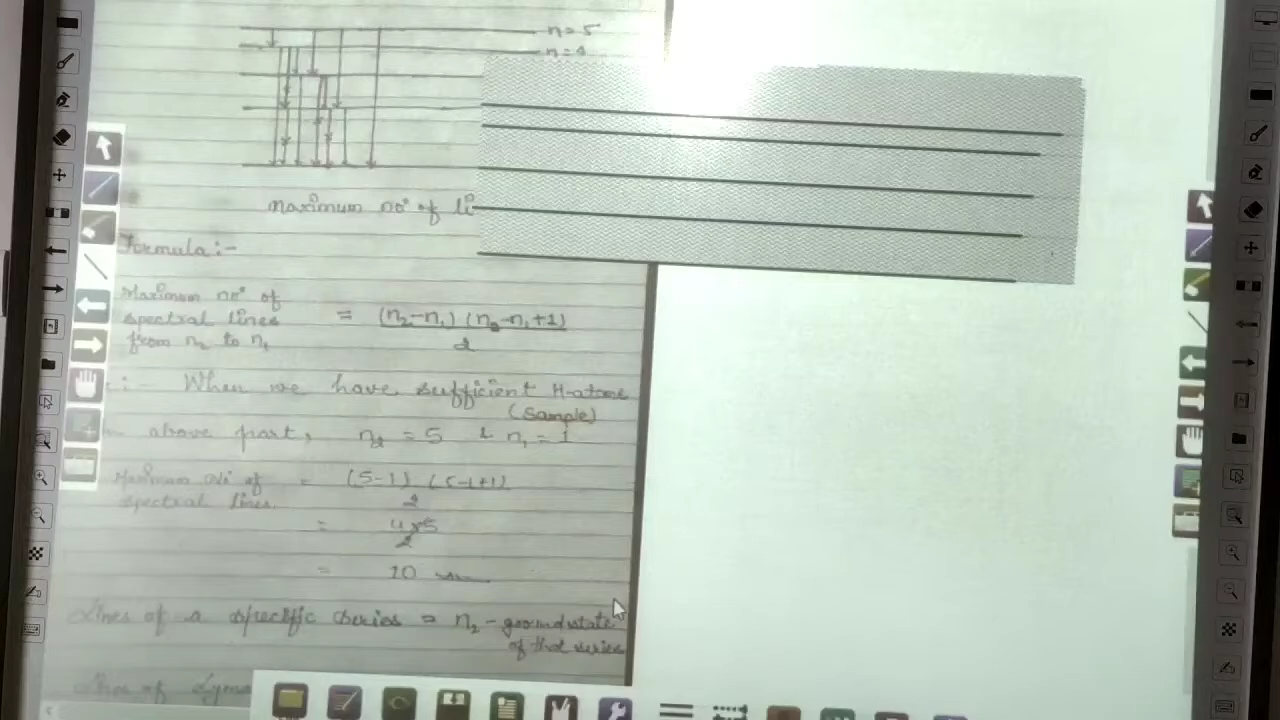 n=5
n=4
Maximum no° of li
Formula :-
Maximum no° of
spectral lines
from n₂ to n₁
= (n₂-n₁) (n₂-n₁+1)
2
:- When we have sufficient H-atoms
(Sample)
above part, n₂ = 5 & n₁ = 1
Maximum No of
spectral lines
= (5-1) (5-1+1)
2
= 4x5
2
= 10
Lines of a specific series = n₂ - ground state
of that series
Lines of Lyma